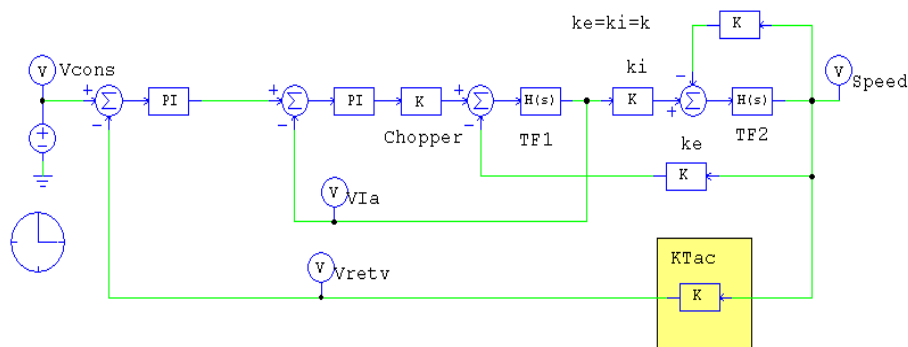 ke=ki=k
K
V
Vcons
ki
V
Speed
PI
PI
K
H(s)
K
H(s)
Chopper
TF1
TF2
ke
K
V
VIa
KTac
V
Vretv
K